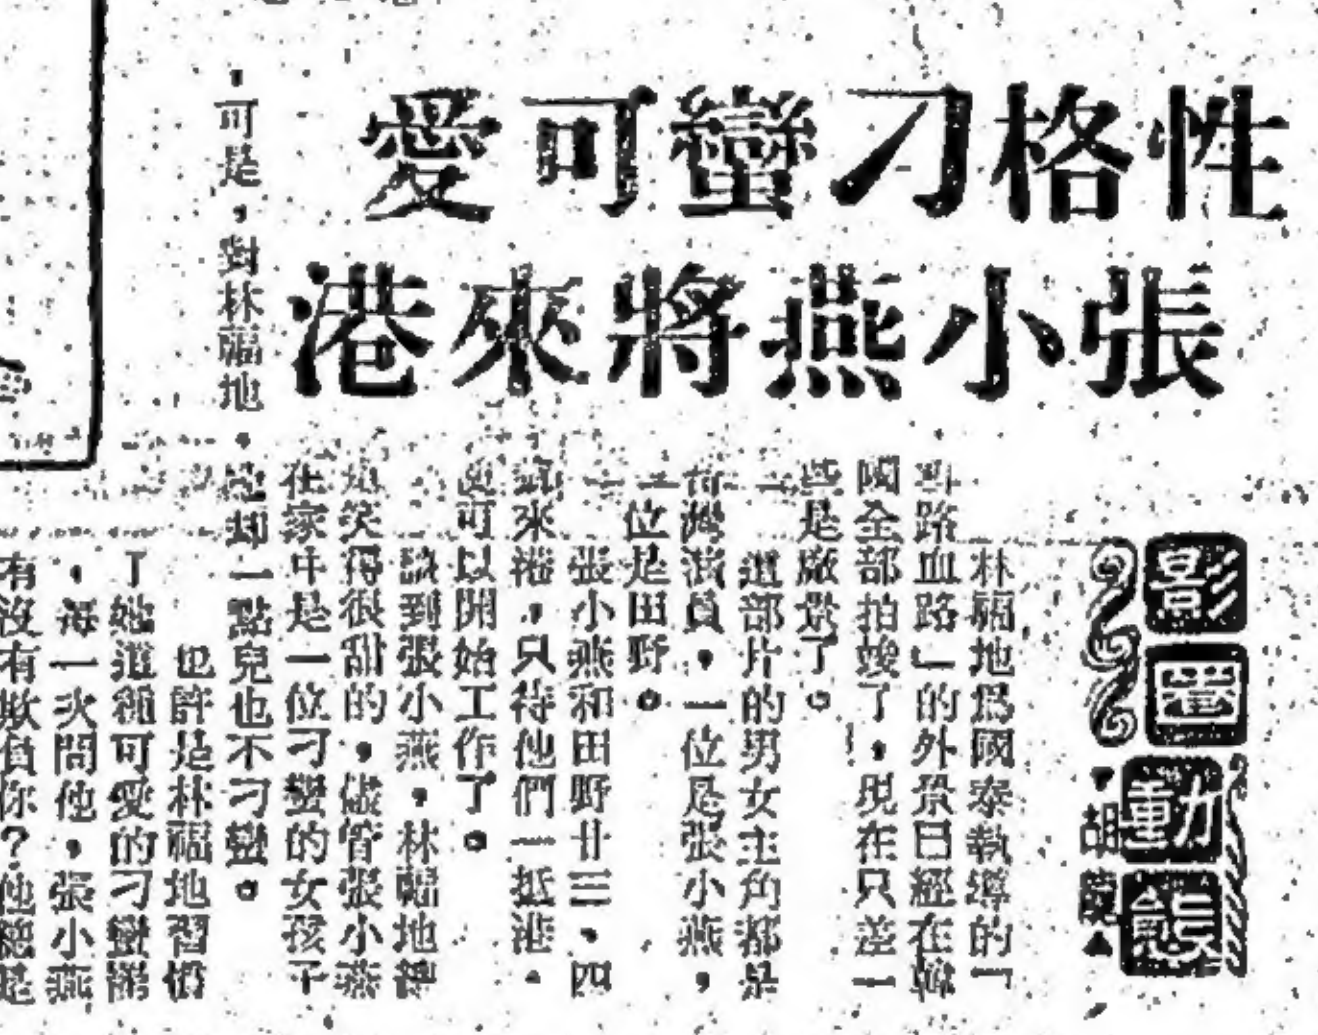 性格刁蠻可愛
張小燕將來港
影圈動態
林福地爲國泰執導的「
路血路」的外景已經在韓
國全部拍竣了，現在只差一
些是廠景了。
這部片的男女主角都是
台灣演員，一位是張小燕，
一位是田野。
張小燕和田野廿三、四
號來港，只待他們一抵港，
便可以開始工作了。
談到張小燕，林福地總
是笑得很甜的，儘管張小燕
在家中是一位刁蠻的女孩子
，可是，對林福地，她却一點兒也不刁蠻。
也許是林福地習慣
了她這種可愛的刁蠻
，每一次問他，張小燕
有沒有欺負你？他總是